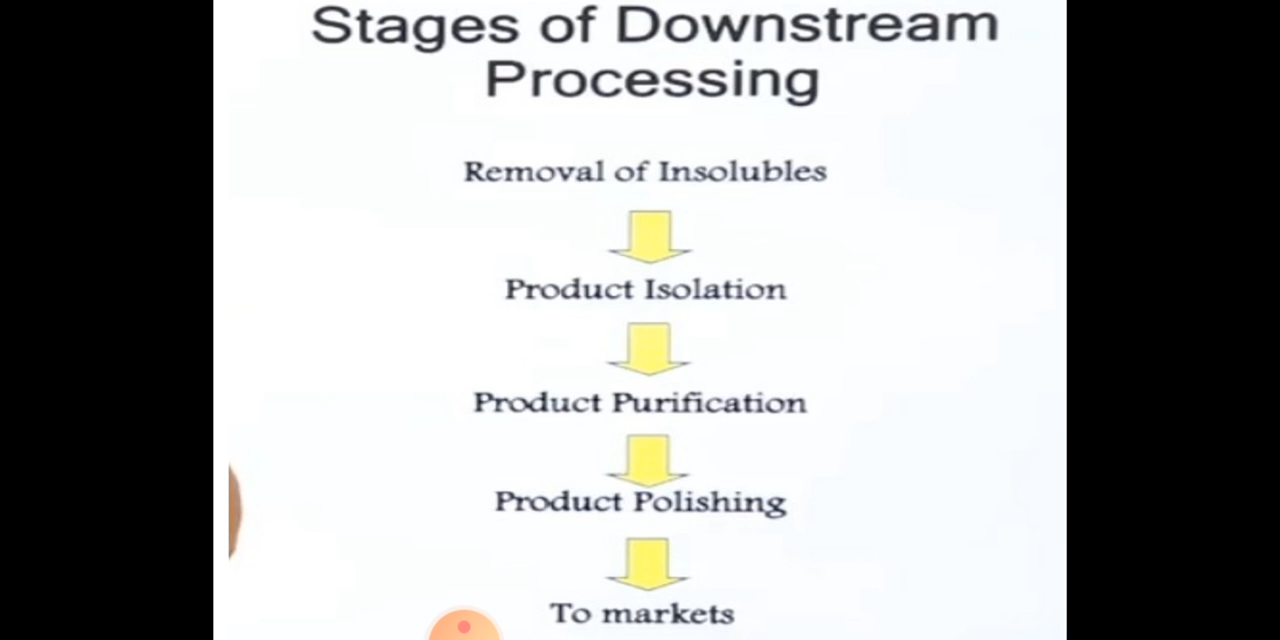 Stages of Downstream
Processing
Removal of Insolubles
Product Isolation
Product Purification
Product Polishing
To markets